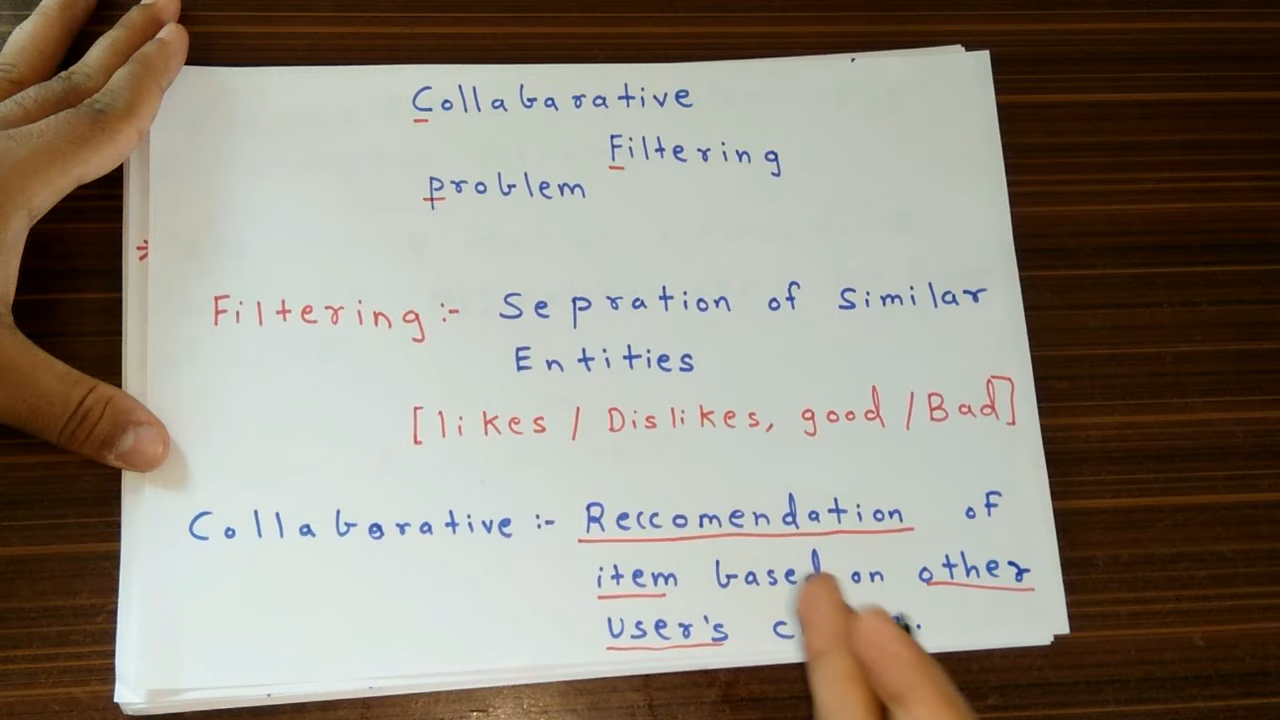 Collabarative
Filtering
problem
Filtering :- Sepration of similar
Entities
[likes / Dislikes, good / Bad]
Collaborative :- Reccomendation of
item based on other
user's